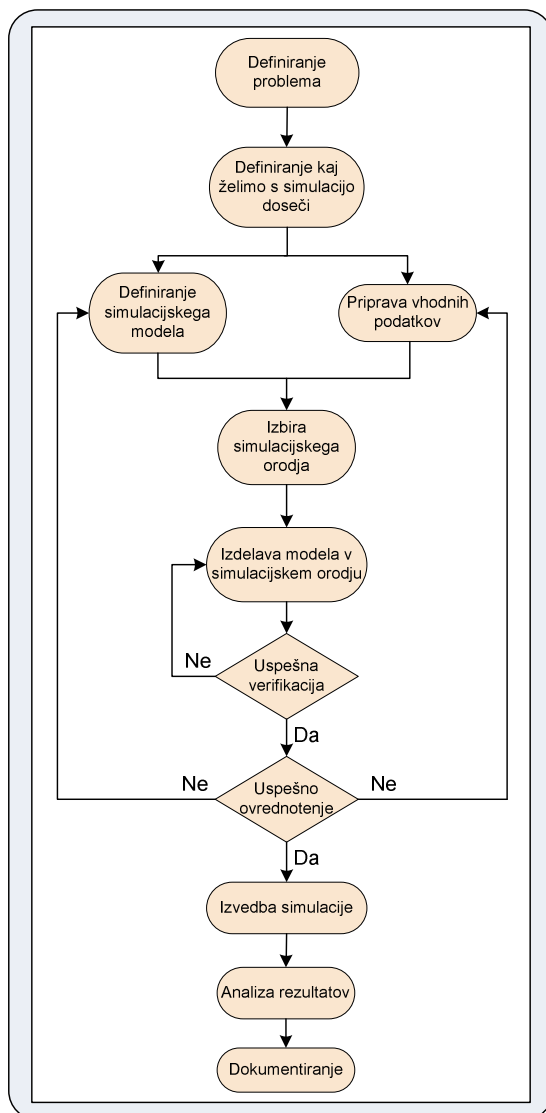 Definiranje
problema
Definiranje kaj
želimo s simulacijo
doseči
Definiranje
simulacijskega
modela
Priprava vhodnih
podatkov
Izbira
simulacijskega
orodja
Izdelava modela v
simulacijskem orodju
Ne
Uspešna
verifikacija
Da
Ne
Uspešno
ovrednotenje
Ne
Da
Izvedba simulacije
Analiza rezultatov
Dokumentiranje